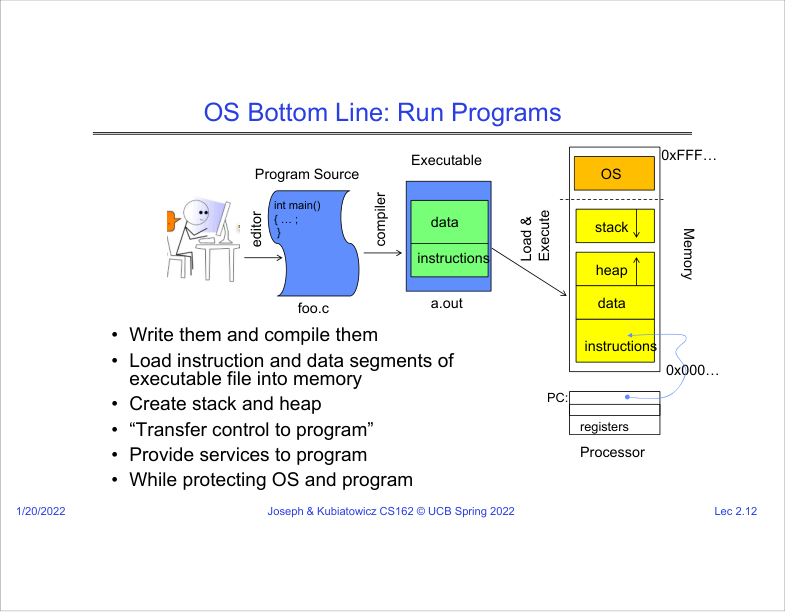 OS Bottom Line: Run Programs
Program Source
Executable
0xFFF…
int main()
{ … ;
}
editor
compiler
data
instructions
Load &
Execute
OS
stack
heap
data
instructions
Memory
foo.c
a.out
0x000…
PC:
registers
Processor
• Write them and compile them
• Load instruction and data segments of
executable file into memory
• Create stack and heap
• “Transfer control to program”
• Provide services to program
• While protecting OS and program
1/20/2022
Joseph & Kubiatowicz CS162 © UCB Spring 2022
Lec 2.12